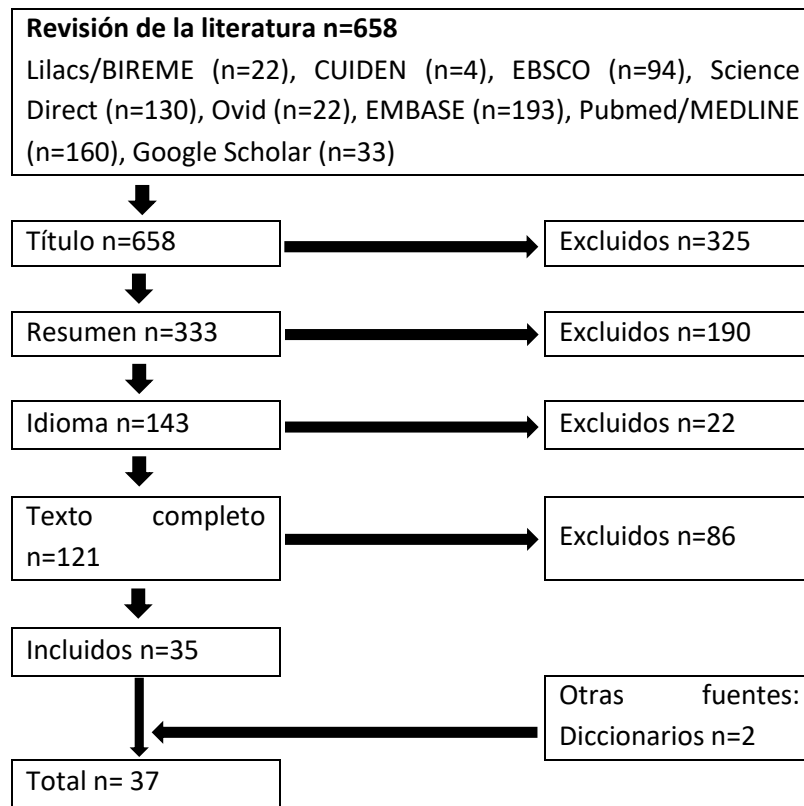 Revisión de la literatura n=658
Lilacs/BIREME (n=22), CUIDEN (n=4), EBSCO (n=94), Science
Direct (n=130), Ovid (n=22), EMBASE (n=193), Pubmed/MEDLINE
(n=160), Google Scholar (n=33)
Título n=658
Excluidos n=325
Resumen n=333
Excluidos n=190
Idioma n=143
Excluidos n=22
Texto completo
n=121
Excluidos n=86
Incluidos n=35
Otras fuentes:
Diccionarios n=2
Total n= 37